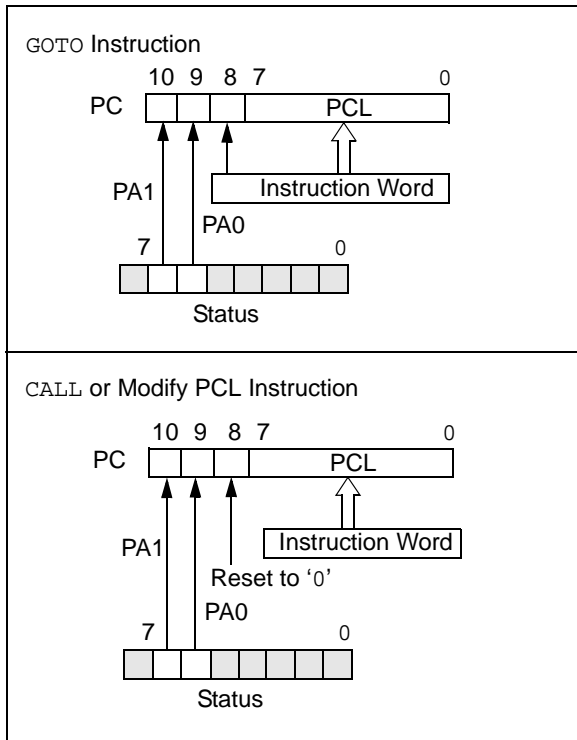 GOTO Instruction
10 9 8 7 0
PC PCL
Instruction Word
PA1
PA0
7 0
Status
CALL or Modify PCL Instruction
10 9 8 7 0
PC PCL
Instruction Word
PA1
Reset to ‘0’
PA0
7 0
Status